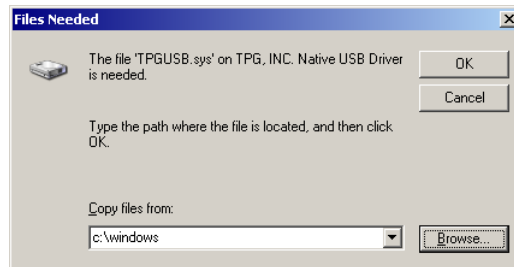 Files Needed
The file 'TPGUSB.sys' on TPG, INC. Native USB Driver
is needed.
OK
Cancel
Type the path where the file is located, and then click
OK.
Copy files from:
c:\windows
Browse...